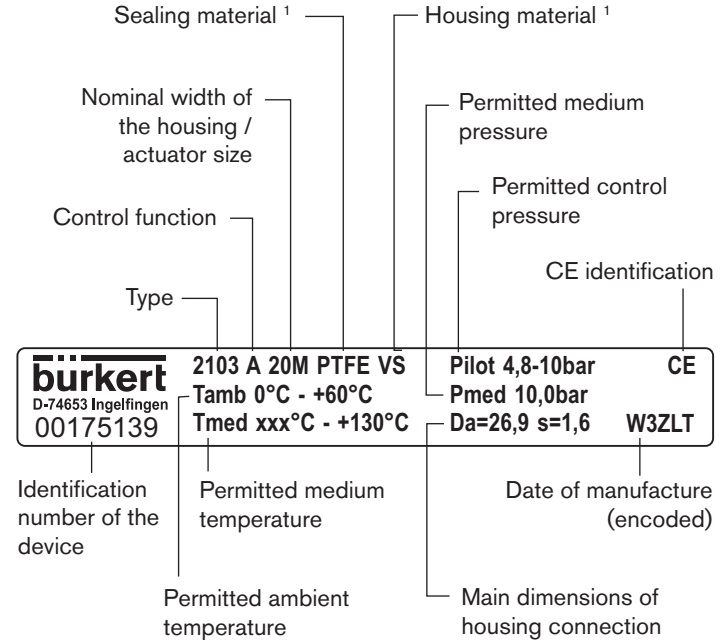 Sealing material ¹
Housing material ¹
Nominal width of
the housing /
actuator size
Permitted medium
pressure
Permitted control
pressure
Control function
CE identification
Type
bürkert
D-74653 Ingelfingen
00175139
2103 A 20M PTFE VS
Tamb 0°C - +60°C
Tmed xxx°C - +130°C
Pilot 4,8-10bar
Pmed 10,0bar
Da=26,9 s=1,6
CE
W3ZLT
Identification
number of the
device
Permitted medium
temperature
Date of manufacture
(encoded)
Permitted ambient
temperature
Main dimensions of
housing connection